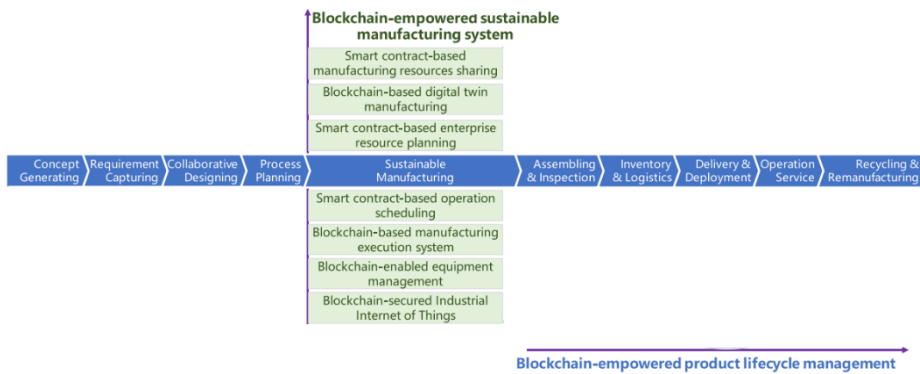 Blockchain-empowered sustainable
manufacturing system
Smart contract-based
manufacturing resources sharing
Blockchain-based digital twin
manufacturing
Smart contract-based enterprise
resource planning
Concept
Generating
Requirement
Capturing
Collaborative
Designing
Process
Planning
Sustainable
Manufacturing
Assembling
& Inspection
Inventory
& Logistics
Delivery &
Deployment
Operation
Service
Recycling &
Remanufacturing
Smart contract-based operation
scheduling
Blockchain-based manufacturing
execution system
Blockchain-enabled equipment
management
Blockchain-secured Industrial
Internet of Things
Blockchain-empowered product lifecycle management